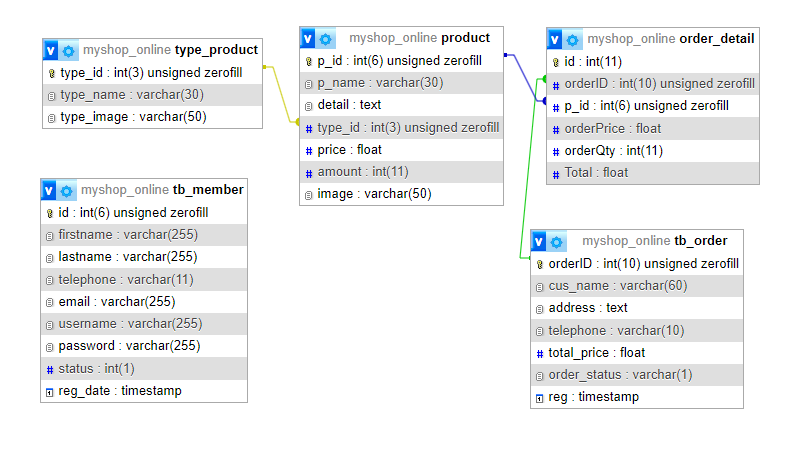 V myshop_online type_product
type_id : int(3) unsigned zerofill
type_name : varchar(30)
type_image : varchar(50)
V myshop_online product
p_id : int(6) unsigned zerofill
p_name : varchar(30)
detail : text
type_id : int(3) unsigned zerofill
price : float
amount : int(11)
image : varchar(50)
V myshop_online order_detail
id : int(11)
orderID : int(10) unsigned zerofill
p_id : int(6) unsigned zerofill
orderPrice : float
orderQty : int(11)
Total : float
V myshop_online tb_member
id : int(6) unsigned zerofill
firstname : varchar(255)
lastname : varchar(255)
telephone : varchar(11)
email : varchar(255)
username : varchar(255)
password : varchar(255)
status : int(1)
reg_date : timestamp
V myshop_online tb_order
orderID : int(10) unsigned zerofill
cus_name : varchar(60)
address : text
telephone : varchar(10)
total_price : float
order_status : varchar(1)
reg : timestamp